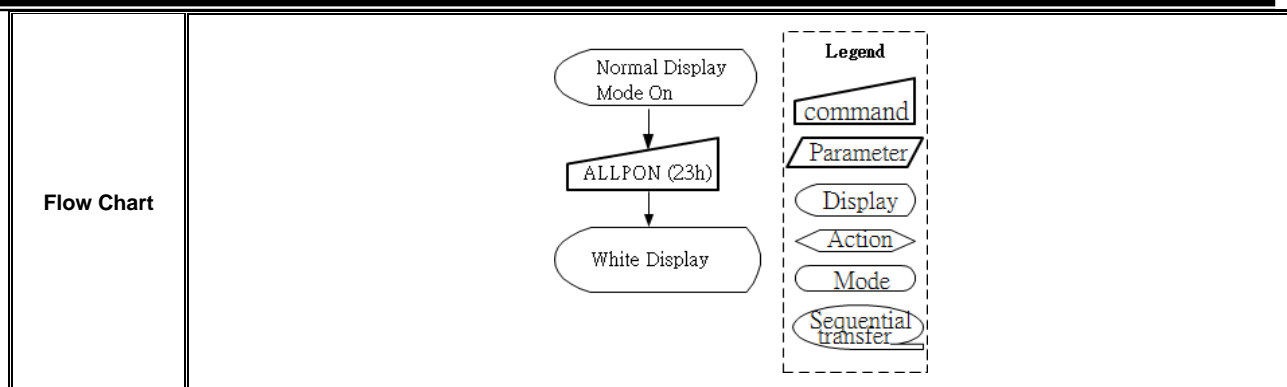 Flow Chart
Normal Display
Mode On
ALLPON (23h)
White Display
Legend
command
Parameter
Display
Action
Mode
Sequential
transfer